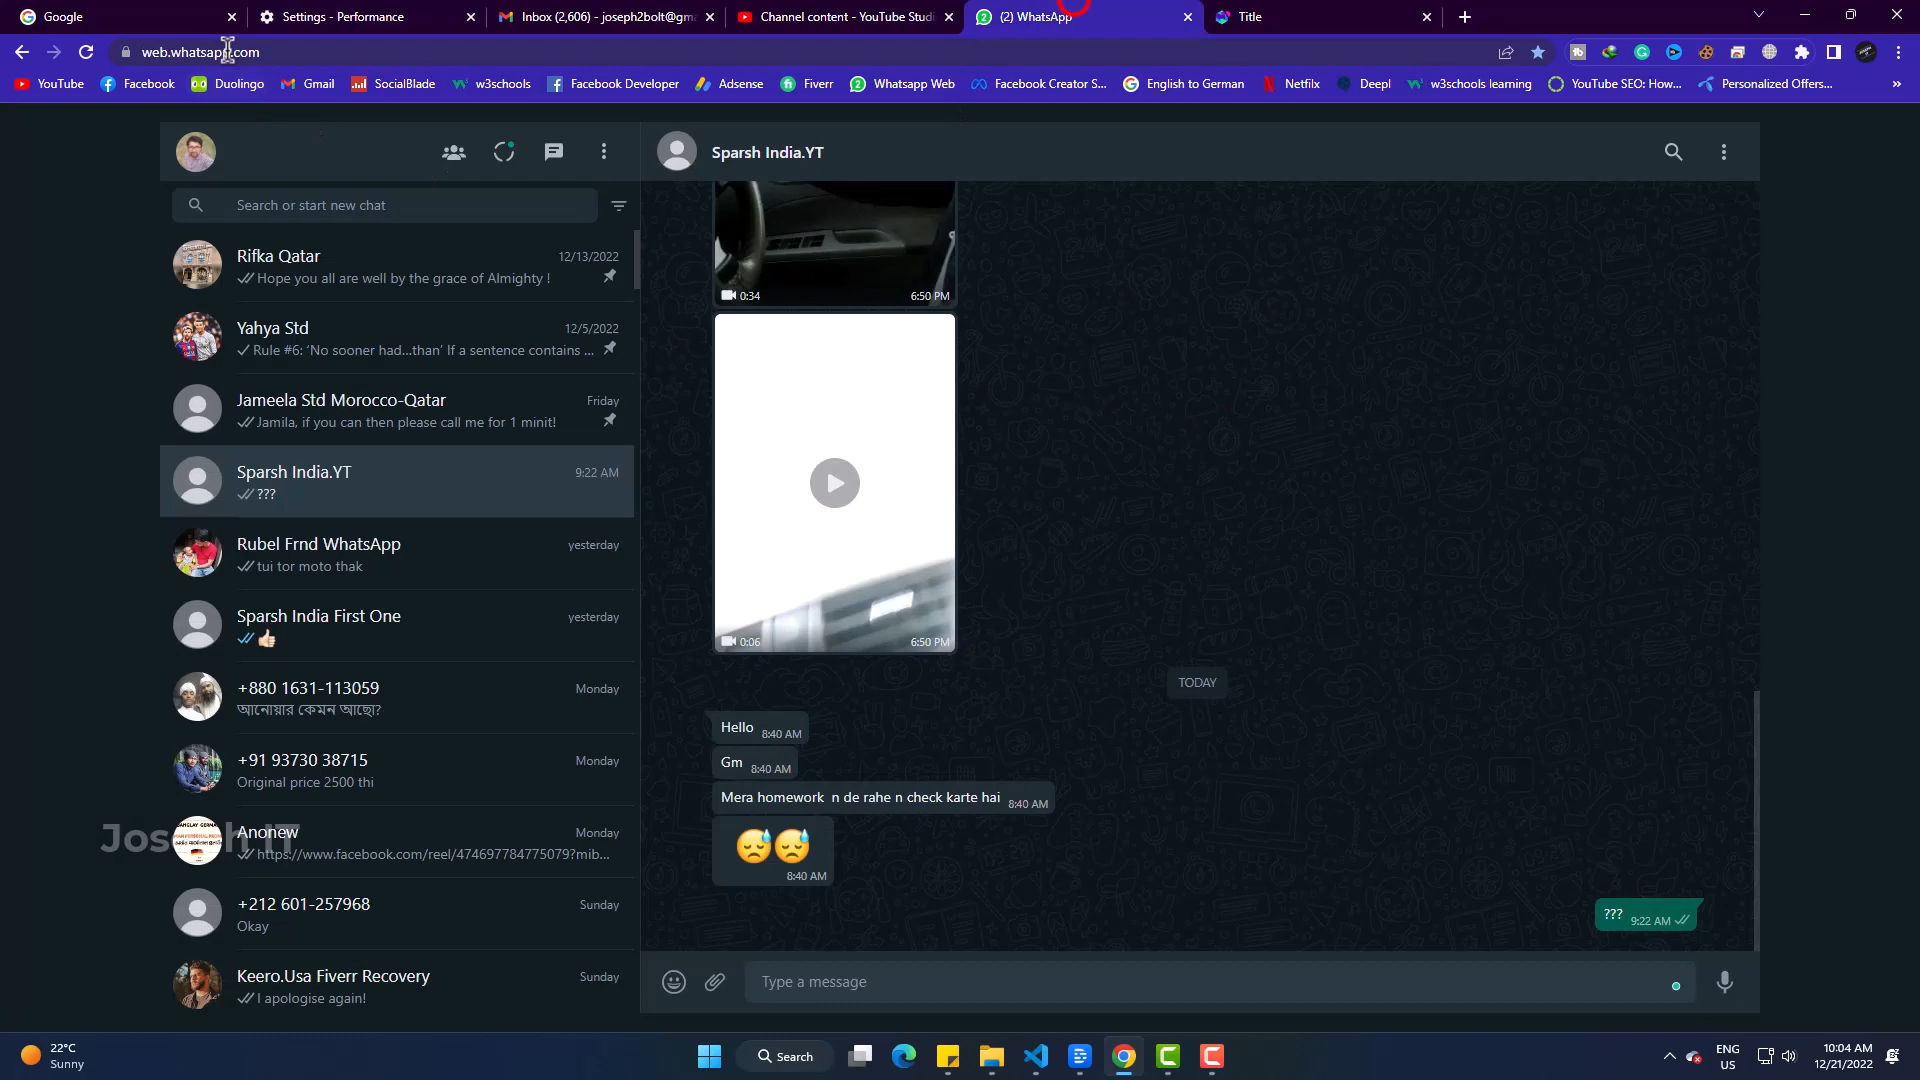 Google
Settings - Performance
Inbox (2,606) - joseph2bolt@gma
Channel content - YouTube Studi
(2) WhatsApp
Title
web.whatsapp.com
YouTube
Facebook
Duolingo
Gmail
SocialBlade
w3schools
Facebook Developer
Adsense
Fiverr
Whatsapp Web
Facebook Creator S...
English to German
Netfilx
Deepl
w3schools learning
YouTube SEO: How...
Personalized Offers...
»
Sparsh India.YT
Search or start new chat
Rifka Qatar
12/13/2022
Hope you all are well by the grace of Almighty !
Yahya Std
12/5/2022
Rule #6: ‘No sooner had...than’ If a sentence contains ...
Jameela Std Morocco-Qatar
Friday
Jamila, if you can then please call me for 1 minit!
Sparsh India.YT
9:22 AM
???
Rubel Frnd WhatsApp
yesterday
tui tor moto thak
Sparsh India First One
yesterday
+880 1631-113059
Monday
আনোয়ার কেমন আছো?
+91 93730 38715
Monday
Original price 2500 thi
Anonew
Monday
https://www.facebook.com/reel/474697784775079?mib...
Joseph IT
+212 601-257968
Sunday
Okay
Keero.Usa Fiverr Recovery
Sunday
I apologise again!
0:34
6:50 PM
0:06
6:50 PM
TODAY
Hello 8:40 AM
Gm 8:40 AM
Mera homework n de rahe n check karte hai 8:40 AM
8:40 AM
??? 9:22 AM
Type a message
22°C
Sunny
Search
ENG
US
10:04 AM
12/21/2022